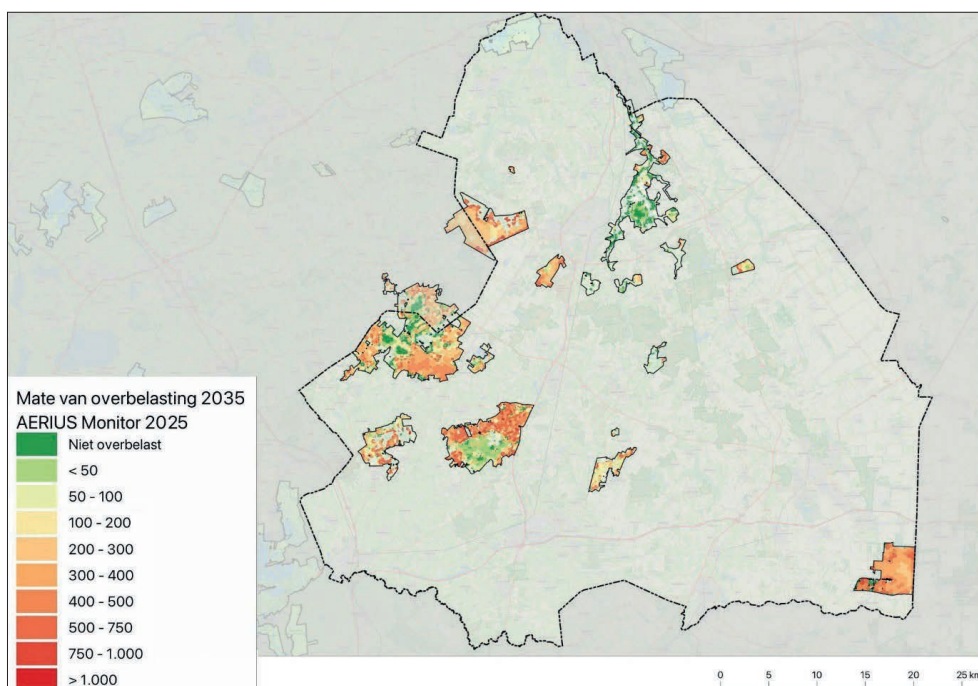 Mate van overbelasting 2035
AERIUS Monitor 2025
Niet overbelast
< 50
50 - 100
100 - 200
200 - 300
300 - 400
400 - 500
500 - 750
750 - 1.000
> 1.000
0 5 10 15 20 25 km